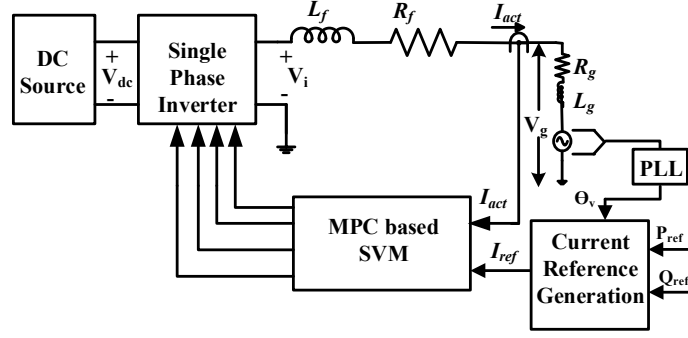 L_f
R_f
I_act
DC
Source
+
V_dc
-
Single
Phase
Inverter
+
V_i
-
R_g
L_g
V_g
PLL
Θ_v
I_act
MPC based
SVM
I_ref
Current
Reference
Generation
P_ref
Q_ref